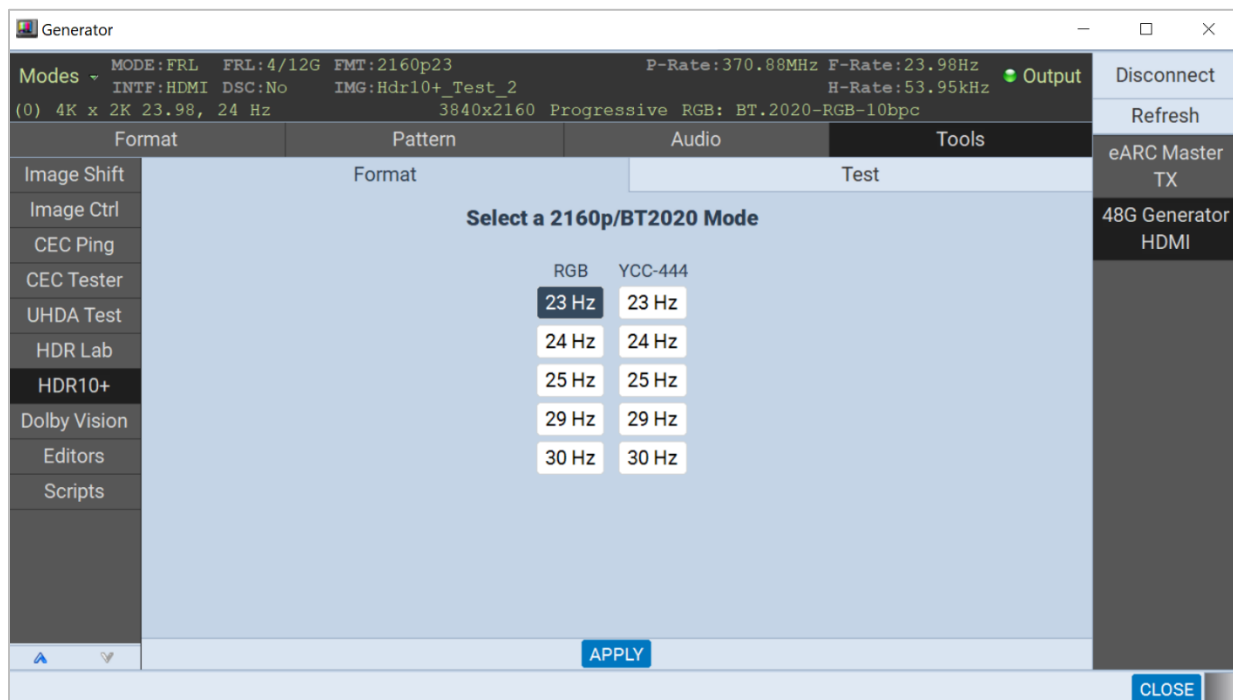 Generator
Modes
MODE:FRL FRL:4/12G FMT:2160p23 P-Rate:370.88MHz F-Rate:23.98Hz
INTF:HDMI DSC:No IMG:Hdr10+_Test_2 H-Rate:53.95kHz
(0) 4K x 2K 23.98, 24 Hz 3840x2160 Progressive RGB: BT.2020-RGB-10bpc
Output
Disconnect
Refresh
Format Pattern Audio Tools
eARC Master
TX
48G Generator
HDMI
Image Shift
Image Ctrl
CEC Ping
CEC Tester
UHDA Test
HDR Lab
HDR10+
Dolby Vision
Editors
Scripts
Format Test
Select a 2160p/BT2020 Mode
RGB YCC-444
23 Hz 23 Hz
24 Hz 24 Hz
25 Hz 25 Hz
29 Hz 29 Hz
30 Hz 30 Hz
APPLY
CLOSE